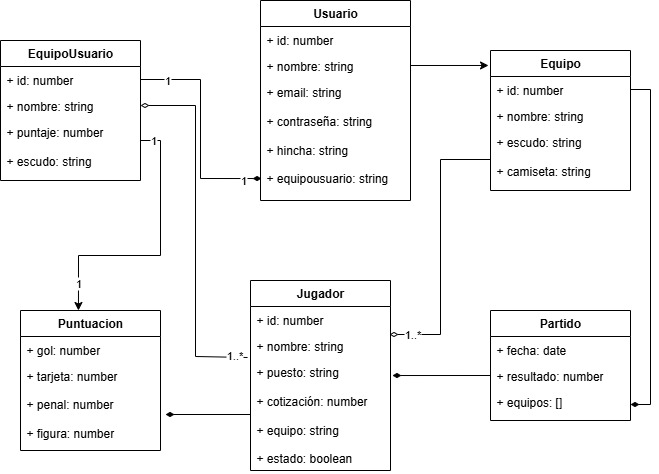 Usuario
+ id: number
+ nombre: string
+ email: string
+ contraseña: string
+ hincha: string
+ equipousuario: string
EquipoUsuario
+ id: number
+ nombre: string
+ puntaje: number
+ escudo: string
Equipo
+ id: number
+ nombre: string
+ escudo: string
+ camiseta: string
1
1
1
1
1..*
1..*
Puntuacion
+ gol: number
+ tarjeta: number
+ penal: number
+ figura: number
Jugador
+ id: number
+ nombre: string
+ puesto: string
+ cotización: number
+ equipo: string
+ estado: boolean
Partido
+ fecha: date
+ resultado: number
+ equipos: []